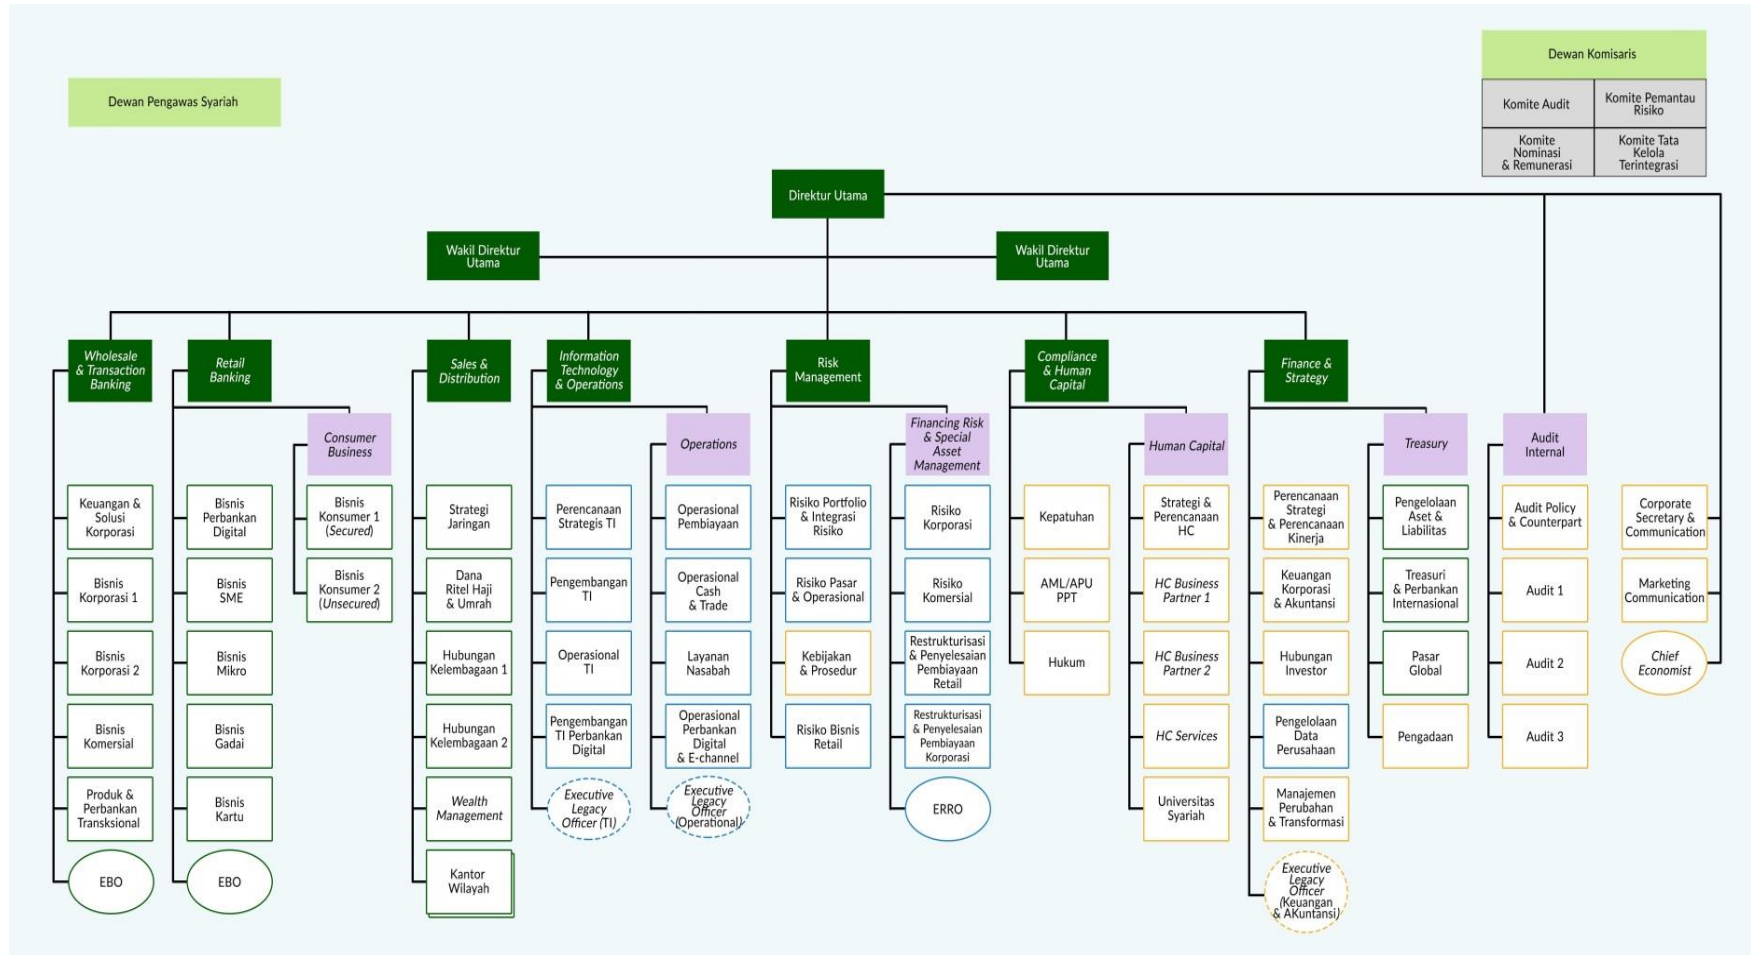 Dewan Pengawas Syariah
Dewan Komisaris
Komite Audit
Komite Pemantau
Risiko
Komite
Nominasi
& Remunerasi
Komite Tata
Kelola
Terintegrasi
Direktur Utama
Wakil Direktur
Utama
Wakil Direktur
Utama
Wholesale
& Transaction
Banking
Retail
Banking
Sales &
Distribution
Information
Technology
& Operations
Risk
Management
Compliance
& Human
Capital
Finance &
Strategy
Consumer
Business
Operations
Financing Risk
& Special
Asset
Management
Human Capital
Treasury
Audit
Internal
Keuangan &
Solusi
Korporasi
Bisnis
Korporasi 1
Bisnis
Korporasi 2
Bisnis
Komersial
Produk &
Perbankan
Transksional
EBO
Bisnis
Perbankan
Digital
Bisnis
SME
Bisnis
Mikro
Bisnis
Gadai
Bisnis
Kartu
EBO
Bisnis
Konsumer 1
(Secured)
Bisnis
Konsumer 2
(Unsecured)
Strategi
Jaringan
Dana
Ritel Haji
& Umrah
Hubungan
Kelembagaan 1
Hubungan
Kelembagaan 2
Wealth
Management
Kantor
Wilayah
Perencanaan
Strategis TI
Pengembangan
TI
Operasional
TI
Pengembangan
TI Perbankan
Digital
Executive
Legacy
Officer (TI)
Operasional
Pembiayaan
Operasional
Cash
& Trade
Layanan
Nasabah
Operasional
Perbankan
Digital
& E-channel
Executive
Legacy
Officer
(Operational)
Risiko Portfolio
& Integrasi
Risiko
Risiko Pasar
& Operasional
Kebijakan
& Prosedur
Risiko Bisnis
Retail
Risiko
Korporasi
Risiko
Komersial
Restrukturisasi
& Penyelesaian
Pembiayaan
Retail
Restrukturisasi
& Penyelesaian
Pembiayaan
Korporasi
ERRO
Kepatuhan
AML/APU
PPT
Hukum
Strategi &
Perencanaan
HC
HC Business
Partner 1
HC Business
Partner 2
HC Services
Universitas
Syariah
Perencanaan
Strategi
& Perencanaan
Kinerja
Keuangan
Korporasi
& Akuntansi
Hubungan
Investor
Pengelolaan
Data
Perusahaan
Manajemen
Perubahan
& Transformasi
Executive
Legacy
Officer
(Keuangan
& AKuntansi)
Pengelolaan
Aset &
Liabilitas
Treasuri
& Perbankan
Internasional
Pasar
Global
Pengadaan
Audit Policy
& Counterpart
Audit 1
Audit 2
Audit 3
Corporate
Secretary &
Communication
Marketing
Communication
Chief
Economist